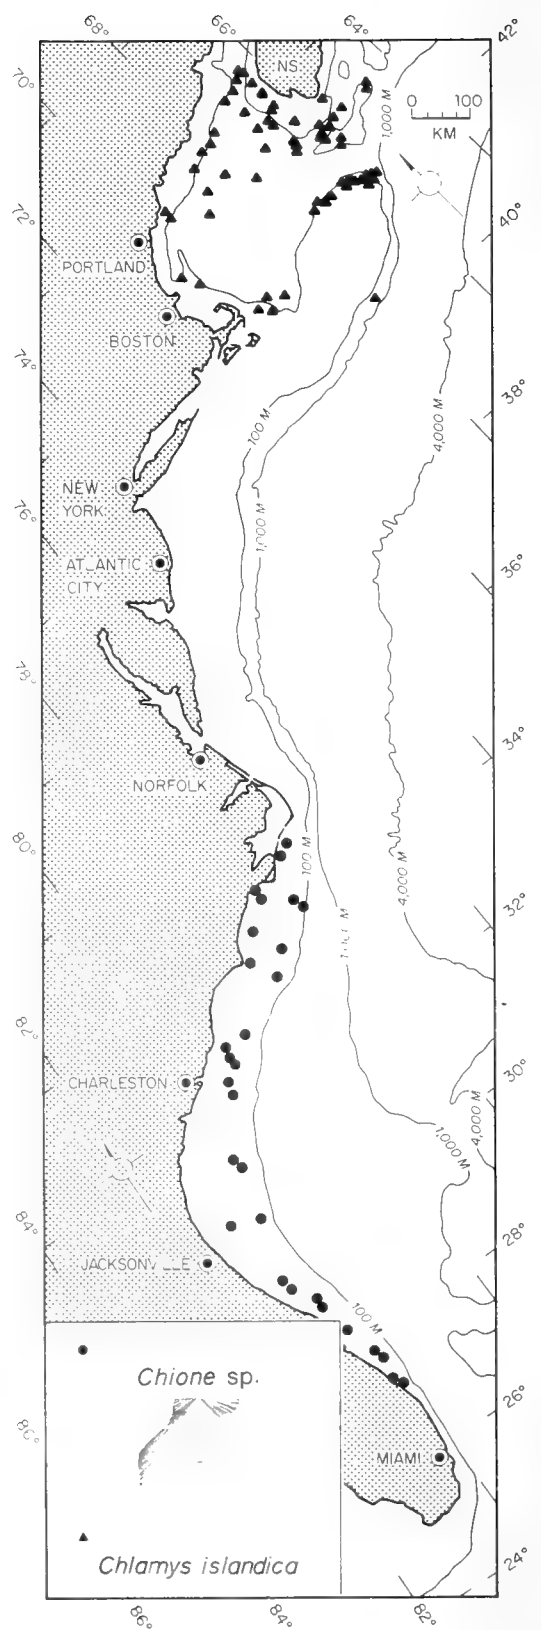 68°
66°
64°
42°
70°
NS
1,000 M
0 100
KM
72°
40°
PORTLAND
BOSTON
74°
38°
100 M
4,000 M
NEW
YORK
1,000 M
76°
ATLANTIC
CITY
36°
78°
34°
NORFOLK
80°
100 M
4,000 M
32°
82°
CHARLESTON
30°
4,000 M
1,000 M
84°
28°
JACKSONVILLE
100 M
Chione sp.
26°
86°
MIAMI
Chlamys islandica
24°
86°
84°
82°